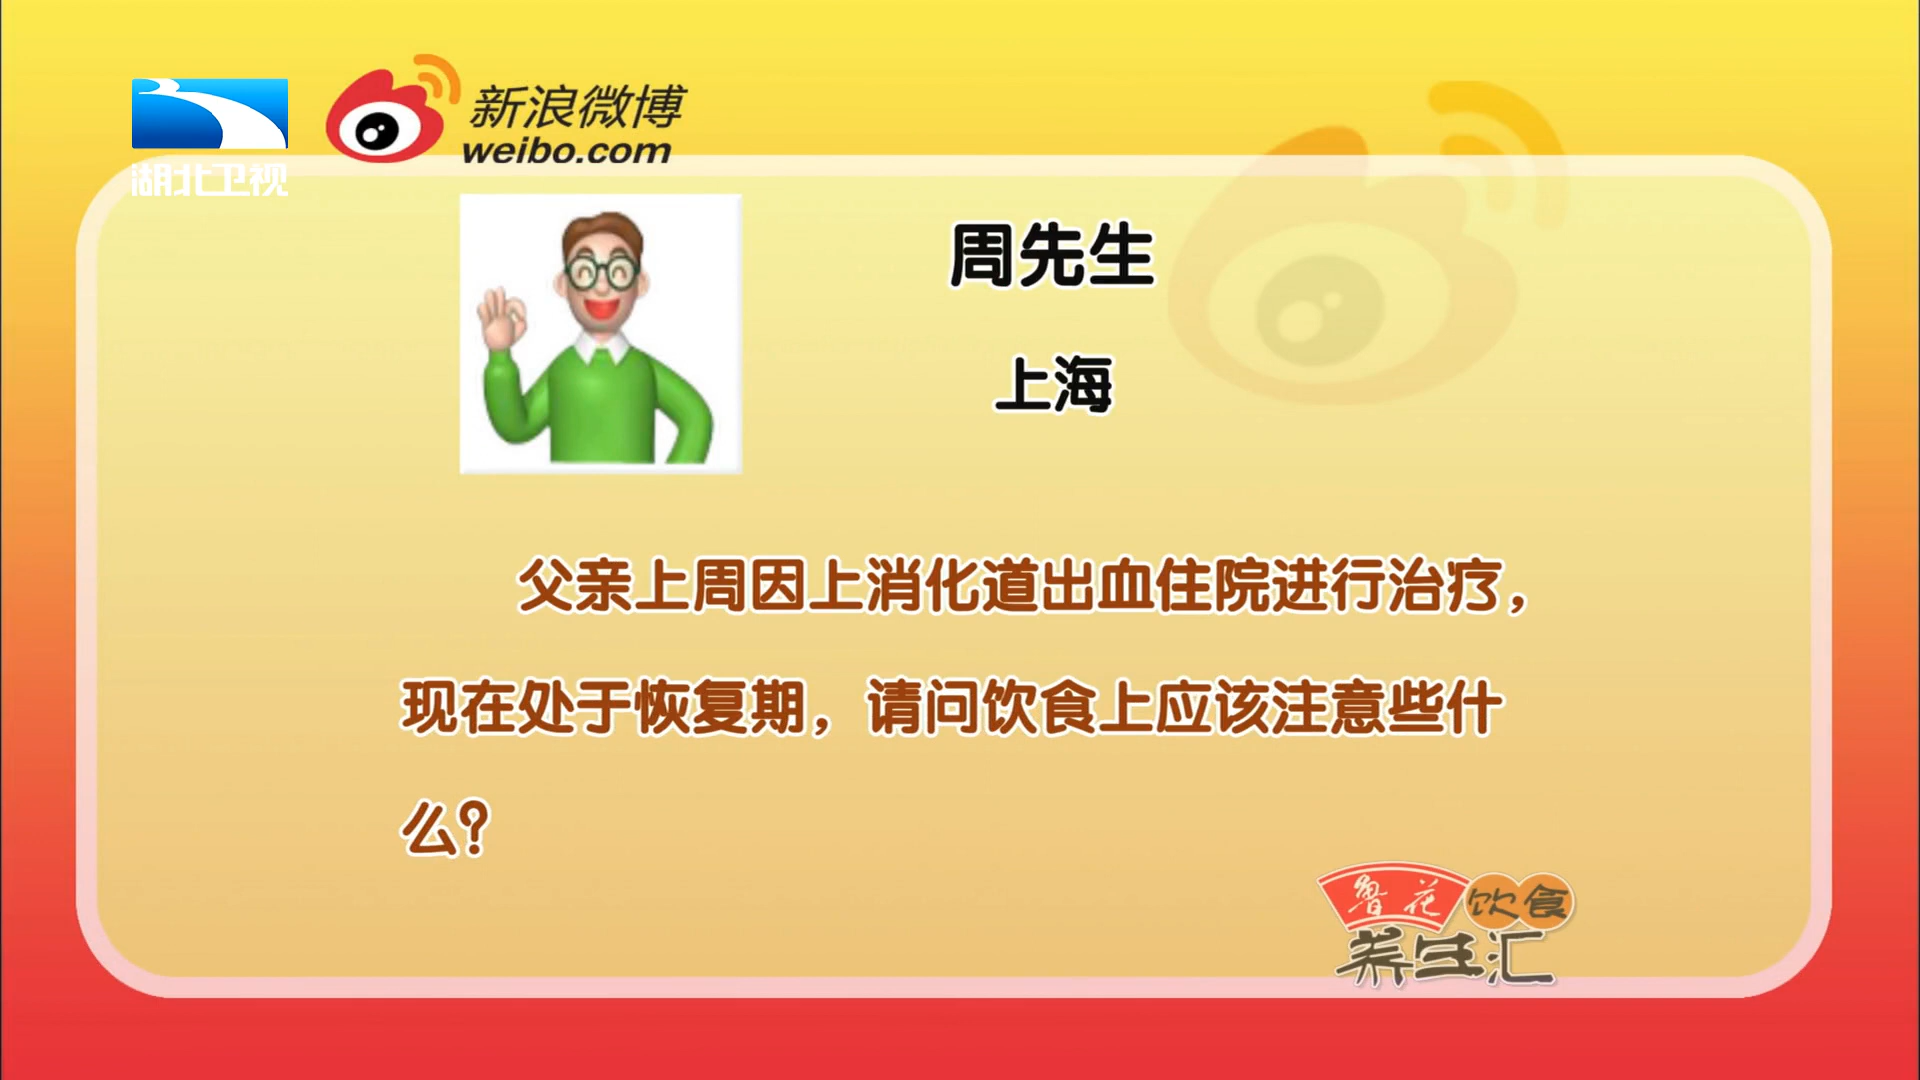 新浪微博
weibo.com
湖北卫视
周先生
上海
父亲上周因上消化道出血住院进行治疗，
现在处于恢复期，请问饮食上应该注意些什
么？
鲁花 饮食
养生汇